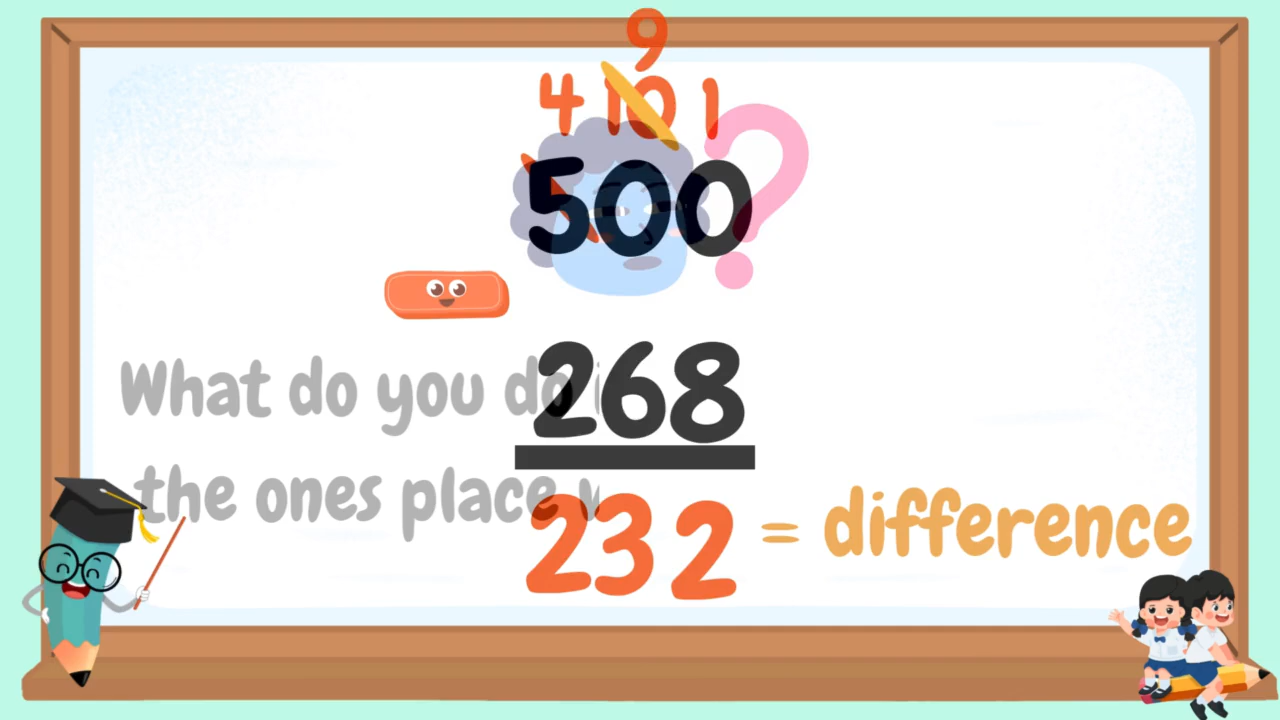 9
4 10 1
500
268
What do you do i
the ones place
232 = difference